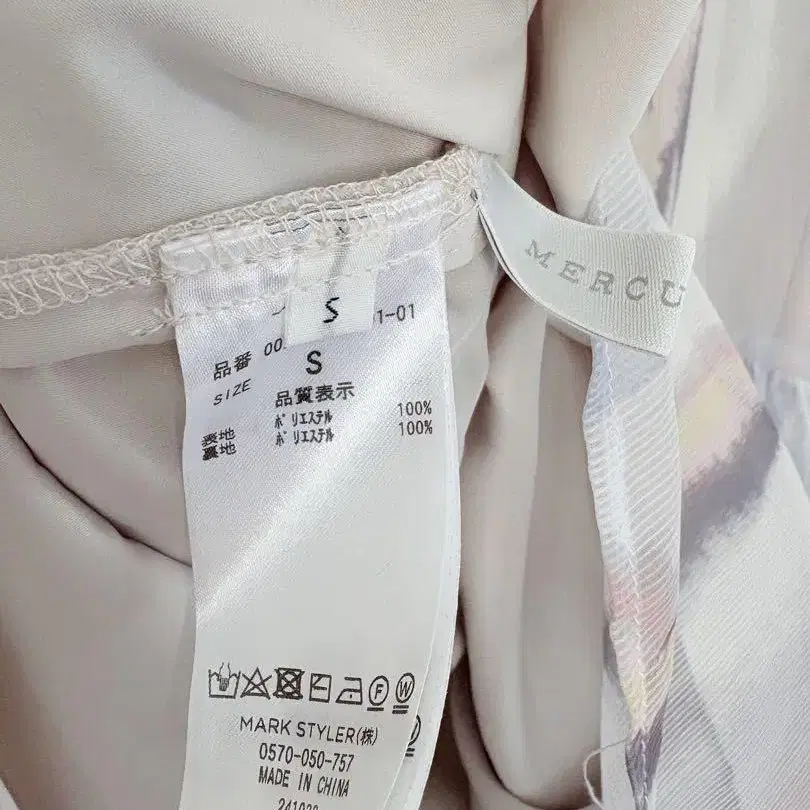 MERCU
S
品番 00 1-01
SIZE S
品質表示
表地 ポリエステル 100%
裏地 ポリエステル 100%
F W
MARK STYLER(株)
0570-050-757
MADE IN CHINA